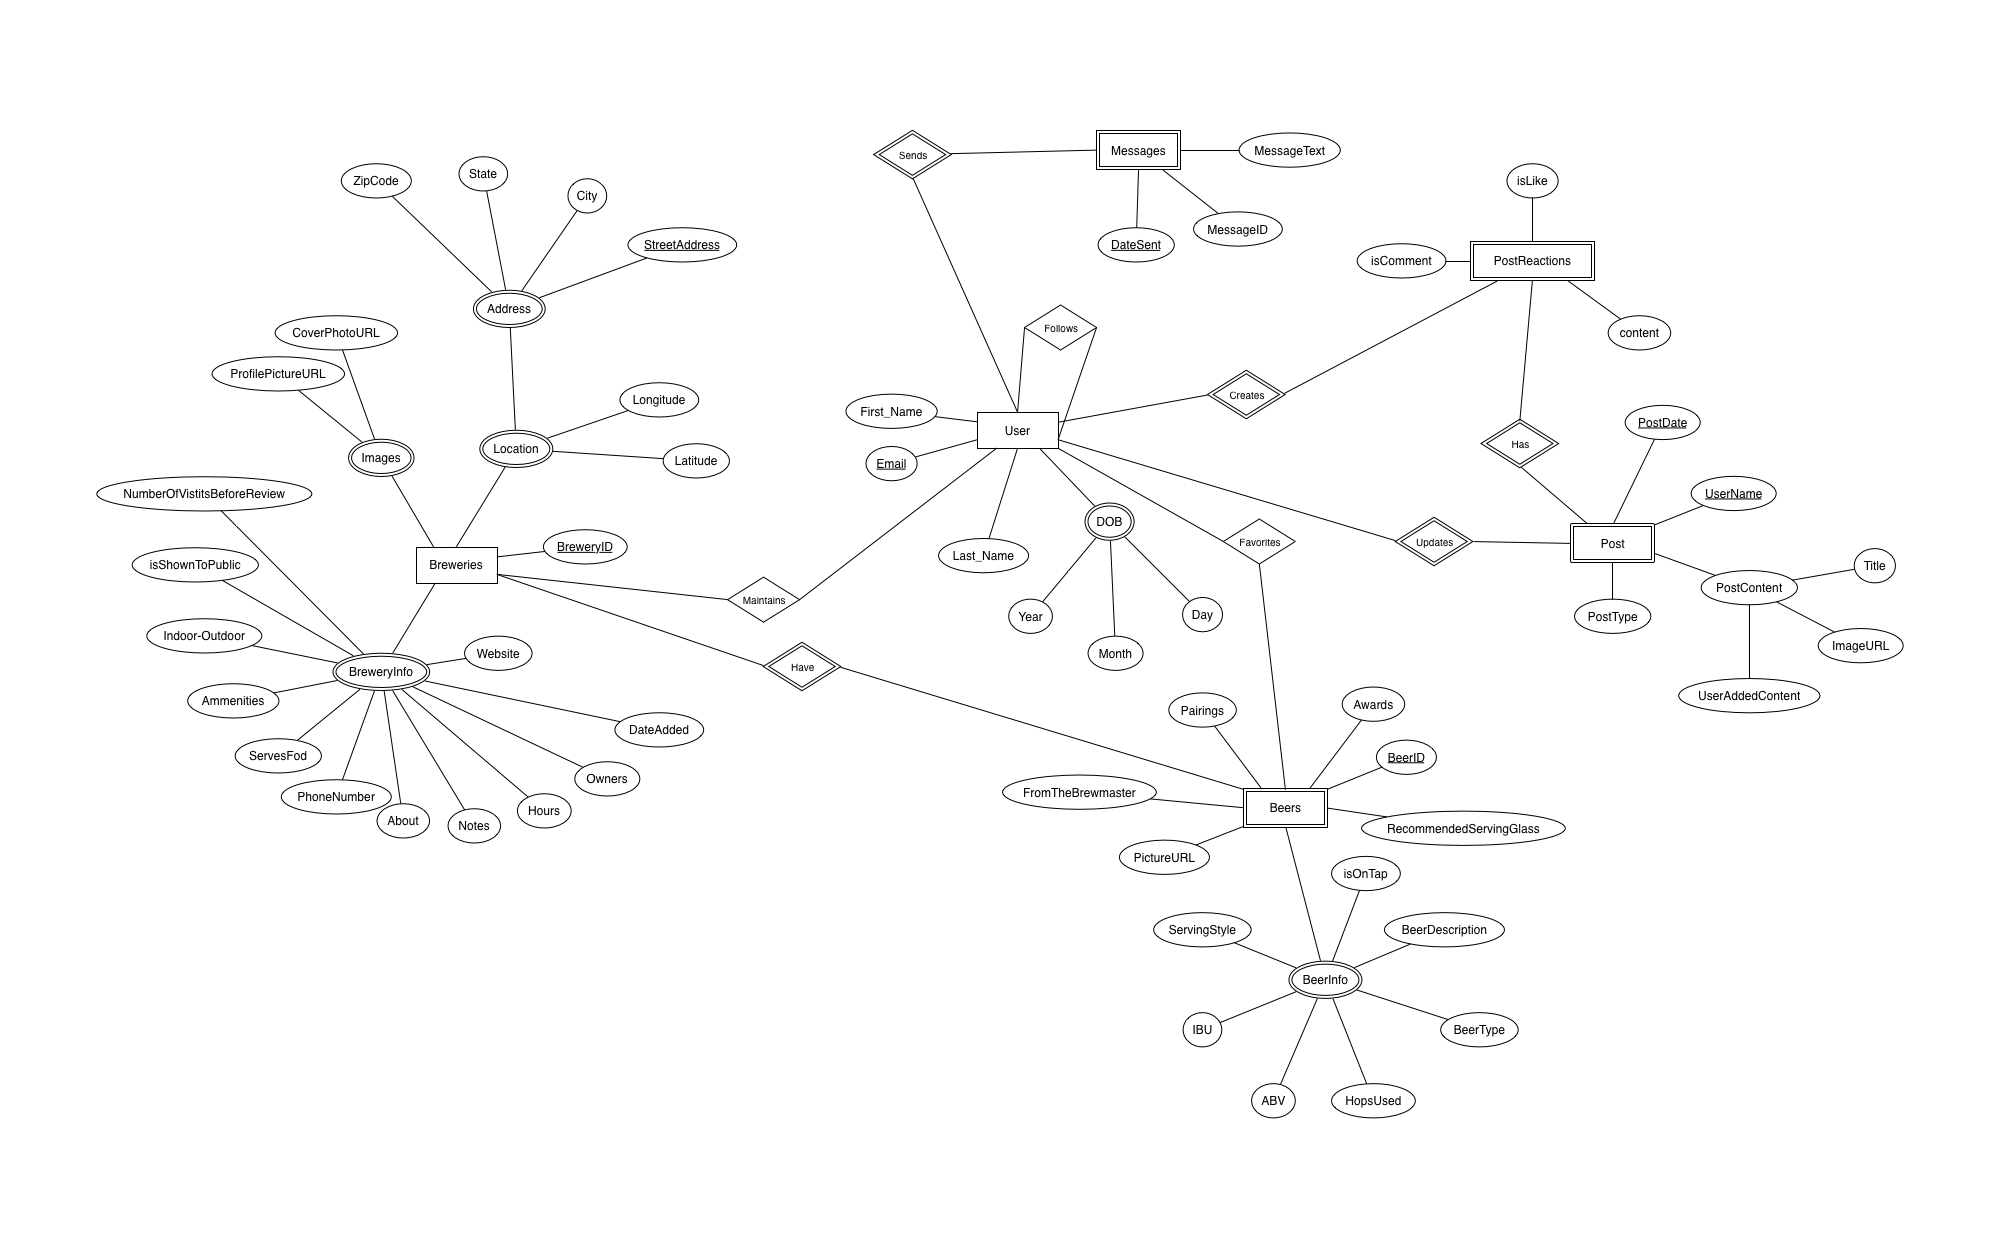 Sends
Messages
MessageText
ZipCode
State
City
isLike
MessageID
DateSent
StreetAddress
isComment
PostReactions
Address
Follows
CoverPhotoURL
content
ProfilePictureURL
Longitude
Creates
First_Name
User
PostDate
Location
Latitude
Images
Email
Has
NumberOfVistitsBeforeReview
UserName
DOB
BreweryID
Last_Name
Favorites
Updates
Post
isShownToPublic
Breweries
Title
PostContent
Maintains
Year
Day
PostType
Indoor-Outdoor
ImageURL
Website
Month
Have
BreweryInfo
UserAddedContent
Ammenities
Pairings
Awards
DateAdded
ServesFod
BeerID
Owners
PhoneNumber
FromTheBrewmaster
Beers
Hours
About
Notes
RecommendedServingGlass
PictureURL
isOnTap
ServingStyle
BeerDescription
BeerInfo
IBU
BeerType
ABV
HopsUsed